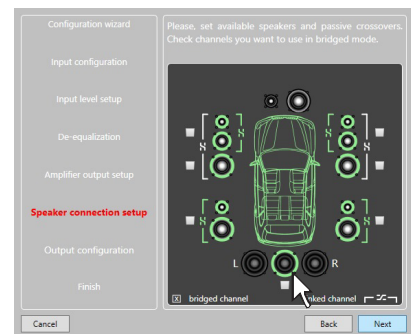 Configuration wizard
Input configuration
Input level setup
De-equalization
Amplifier output setup
Speaker connection setup
Output configuration
Finish
Please, set available speakers and passive crossovers.
Check channels you want to use in bridged mode.
L R
X bridged channel nked channel
Cancel Back Next